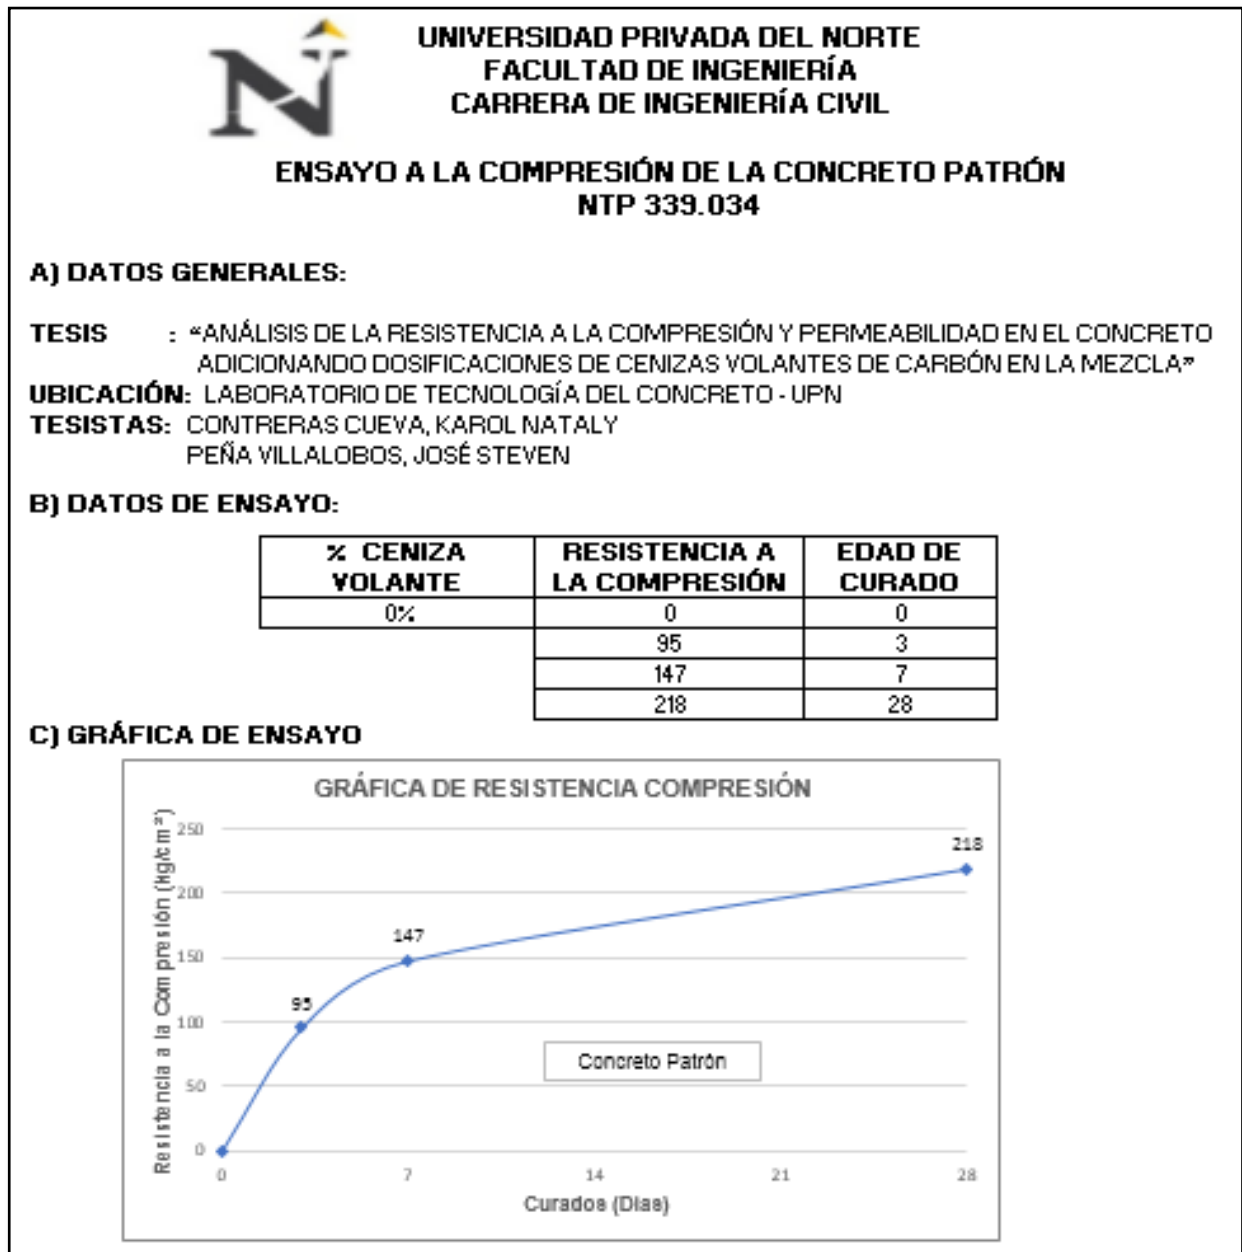 UNIVERSIDAD PRIVADA DEL NORTE
FACULTAD DE INGENIERÍA
CARRERA DE INGENIERÍA CIVIL
ENSAYO A LA COMPRESIÓN DE LA CONCRETO PATRÓN
NTP 339.034
A) DATOS GENERALES:
TESIS : "ANÁLISIS DE LA RESISTENCIA A LA COMPRESIÓN Y PERMEABILIDAD EN EL CONCRETO
ADICIONANDO DOSIFICACIONES DE CENIZAS VOLANTES DE CARBÓN EN LA MEZCLA"
UBICACIÓN: LABORATORIO DE TECNOLOGÍA DEL CONCRETO - UPN
TESISTAS: CONTRERAS CUEVA, KAROL NATALY
PEÑA VILLALOBOS, JOSÉ STEVEN
B) DATOS DE ENSAYO:
% CENIZA VOLANTE RESISTENCIA A LA COMPRESIÓN EDAD DE CURADO
0% 0 0
95 3
147 7
218 28
C) GRÁFICA DE ENSAYO
GRÁFICA DE RESISTENCIA COMPRESIÓN
Resistencia a la Compresión (kg/cm²)
250
200
150
100
50
0
95
147
218
Concreto Patrón
0 7 14 21 28
Curados (Dias)